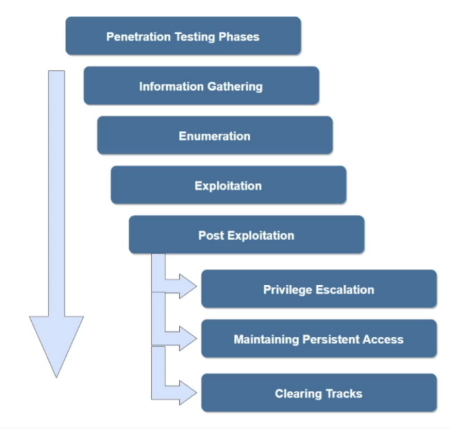 Penetration Testing Phases
Information Gathering
Enumeration
Exploitation
Post Exploitation
Privilege Escalation
Maintaining Persistent Access
Clearing Tracks